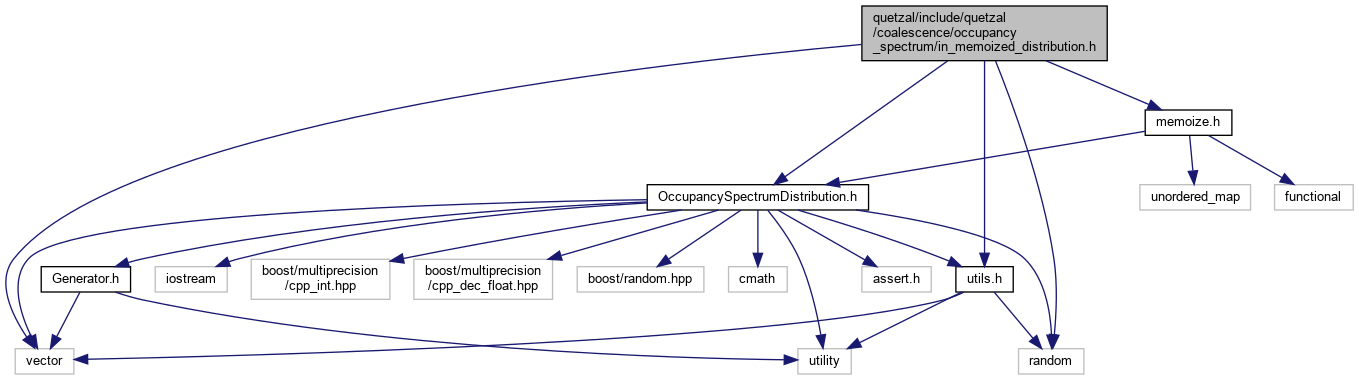 quetzal/include/quetzal
/coalescence/occupancy
_spectrum/in_memoized_distribution.h
memoize.h
OccupancySpectrumDistribution.h
unordered_map
functional
Generator.h
iostream
boost/multiprecision
/cpp_int.hpp
boost/multiprecision
/cpp_dec_float.hpp
boost/random.hpp
cmath
assert.h
utils.h
vector
utility
random